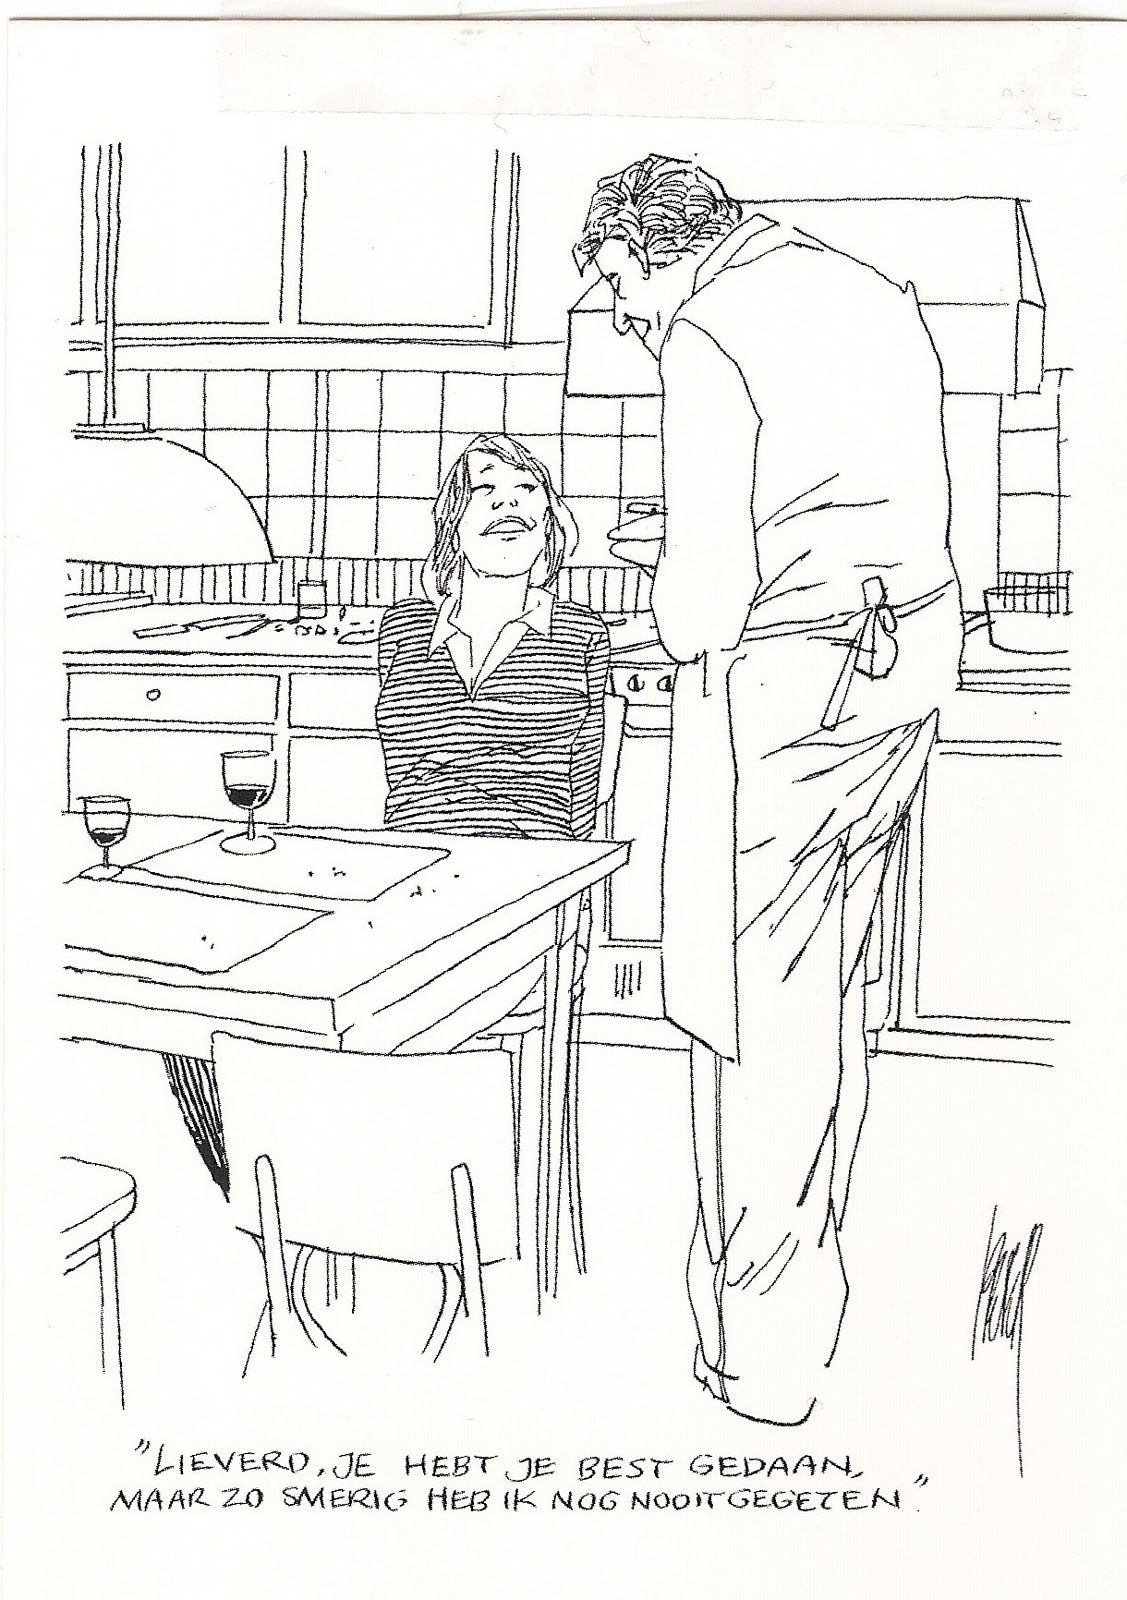 "LIEVERD, JE HEBT JE BEST GEDAAN,
MAAR ZO SMERIG HEB IK NOG NOOIT GEGETEN."